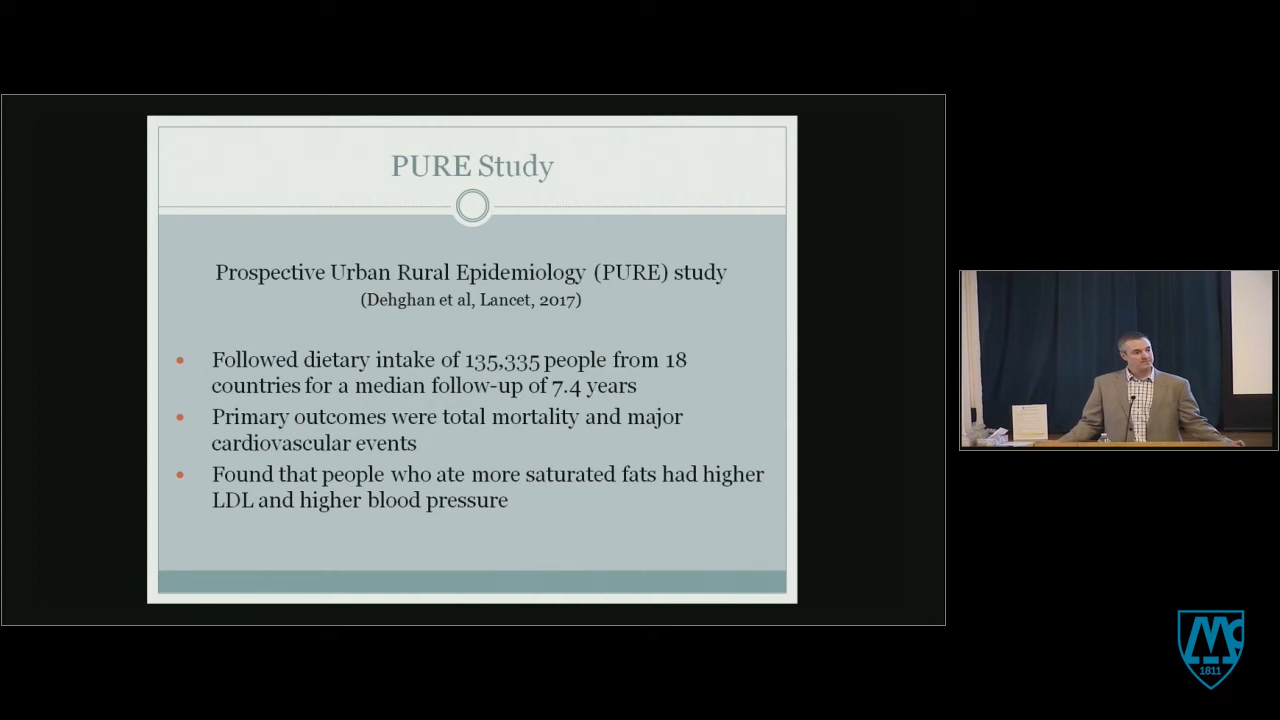 PURE Study
Prospective Urban Rural Epidemiology (PURE) study
(Dehghan et al, Lancet, 2017)
Followed dietary intake of 135,335 people from 18
countries for a median follow-up of 7.4 years
Primary outcomes were total mortality and major
cardiovascular events
Found that people who ate more saturated fats had higher
LDL and higher blood pressure
Mc
1811